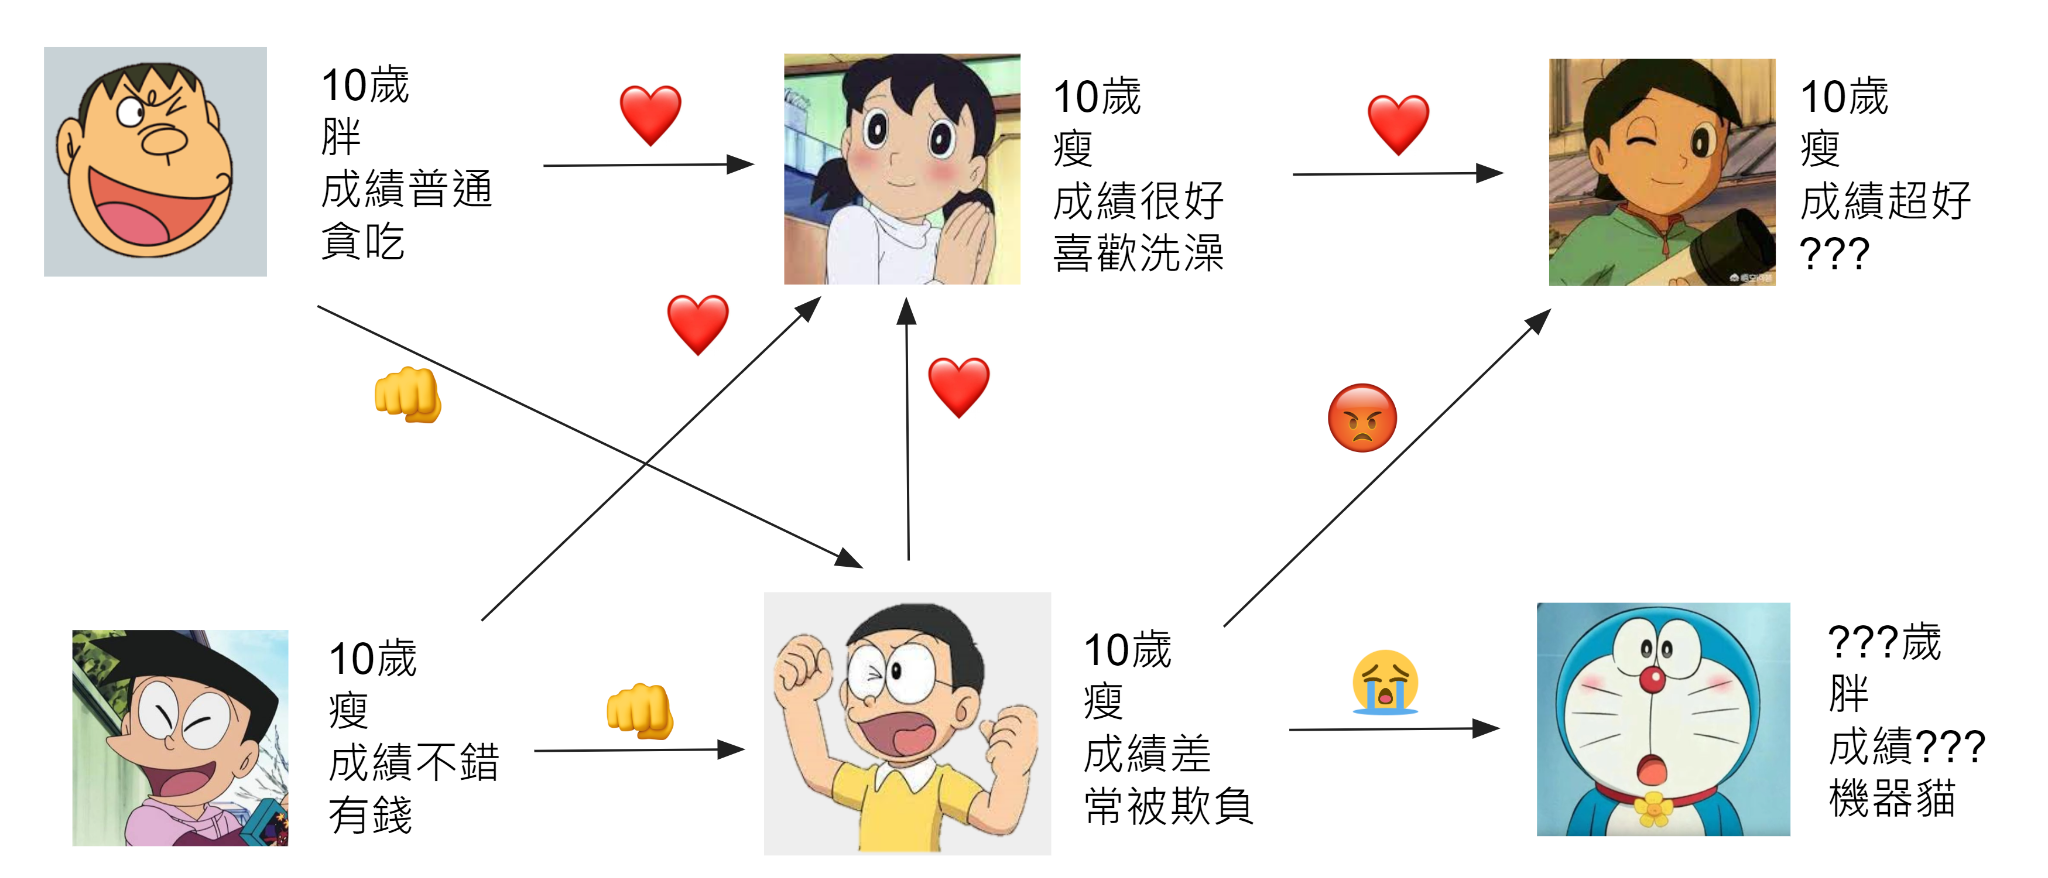 10歲
胖
成績普通
貪吃
10歲
瘦
成績很好
喜歡洗澡
10歲
瘦
成績超好
???
10歲
瘦
成績不錯
有錢
10歲
瘦
成績差
常被欺負
???歲
胖
成績???
機器貓